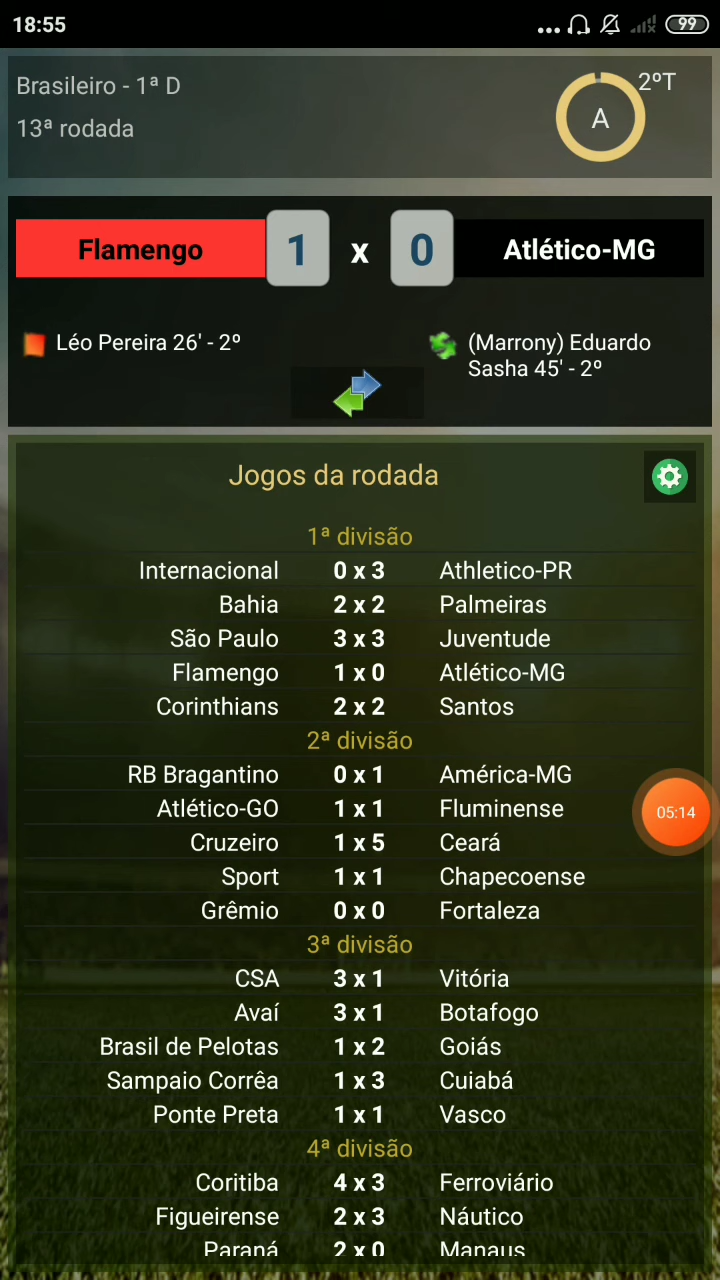 18:55
99
Brasileiro - 1ª D
2ºT
13ª rodada
A
Flamengo 1 x 0 Atlético-MG
Léo Pereira 26' - 2º
(Marrony) Eduardo
Sasha 45' - 2º
Jogos da rodada
1ª divisão
Internacional 0 x 3 Athletico-PR
Bahia 2 x 2 Palmeiras
São Paulo 3 x 3 Juventude
Flamengo 1 x 0 Atlético-MG
Corinthians 2 x 2 Santos
2ª divisão
RB Bragantino 0 x 1 América-MG
Atlético-GO 1 x 1 Fluminense
05:14
Cruzeiro 1 x 5 Ceará
Sport 1 x 1 Chapecoense
Grêmio 0 x 0 Fortaleza
3ª divisão
CSA 3 x 1 Vitória
Avaí 3 x 1 Botafogo
Brasil de Pelotas 1 x 2 Goiás
Sampaio Corrêa 1 x 3 Cuiabá
Ponte Preta 1 x 1 Vasco
4ª divisão
Coritiba 4 x 3 Ferroviário
Figueirense 2 x 3 Náutico
Paraná 2 x 0 Manaus